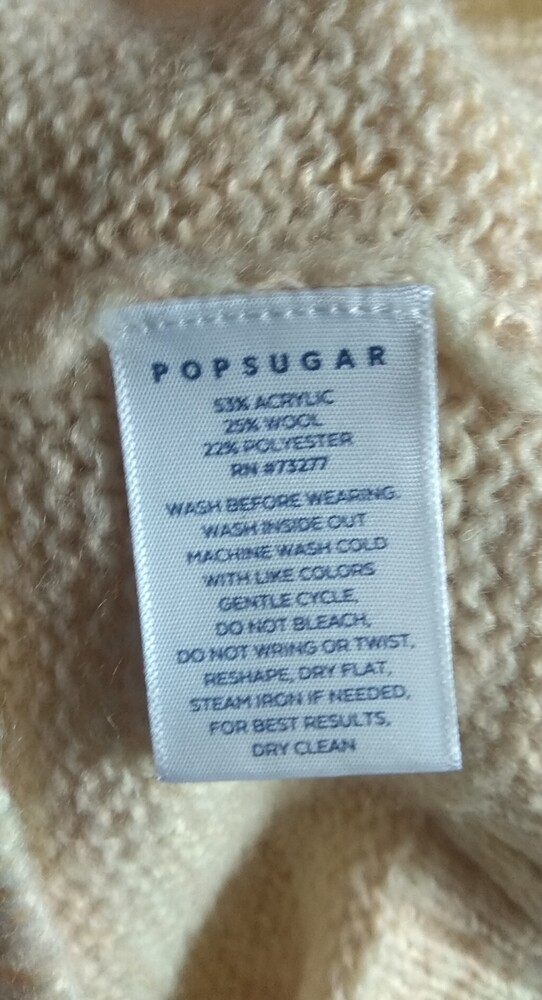 POPSUGAR
53% ACRYLIC
25% WOOL
22% POLYESTER
RN #73277
WASH BEFORE WEARING.
WASH INSIDE OUT
MACHINE WASH COLD
WITH LIKE COLORS
GENTLE CYCLE,
DO NOT BLEACH,
DO NOT WRING OR TWIST,
RESHAPE, DRY FLAT,
STEAM IRON IF NEEDED,
FOR BEST RESULTS,
DRY CLEAN